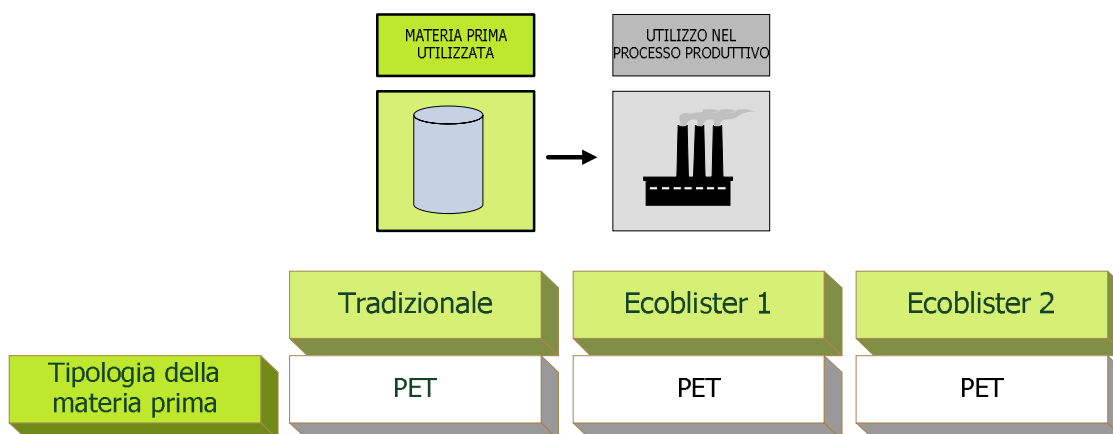 MATERIA PRIMA
UTILIZZATA
UTILIZZO NEL
PROCESSO PRODUTTIVO
Tradizionale
Ecoblister 1
Ecoblister 2
Tipologia della
materia prima
PET
PET
PET